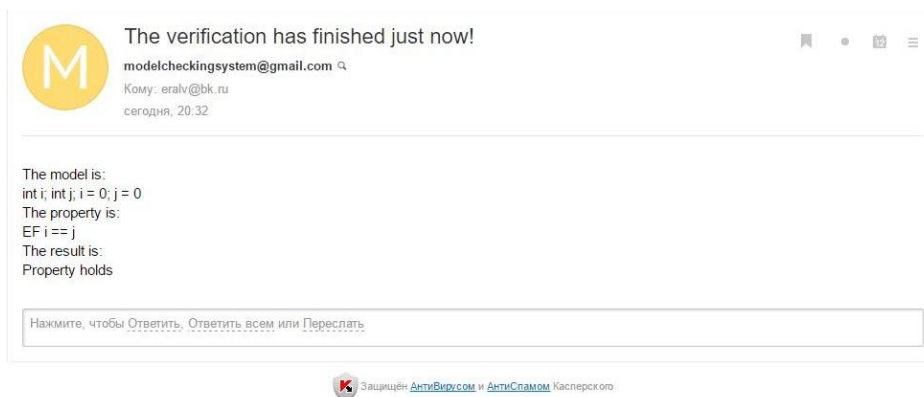 M
The verification has finished just now!
modelcheckingsystem@gmail.com
Кому: eralv@bk.ru
сегодня, 20:32
12
The model is:
int i; int j; i = 0; j = 0
The property is:
EF i == j
The result is:
Property holds
Нажмите, чтобы Ответить, Ответить всем или Переслать
Защищён АнтиВирусом и АнтиСпамом Касперского